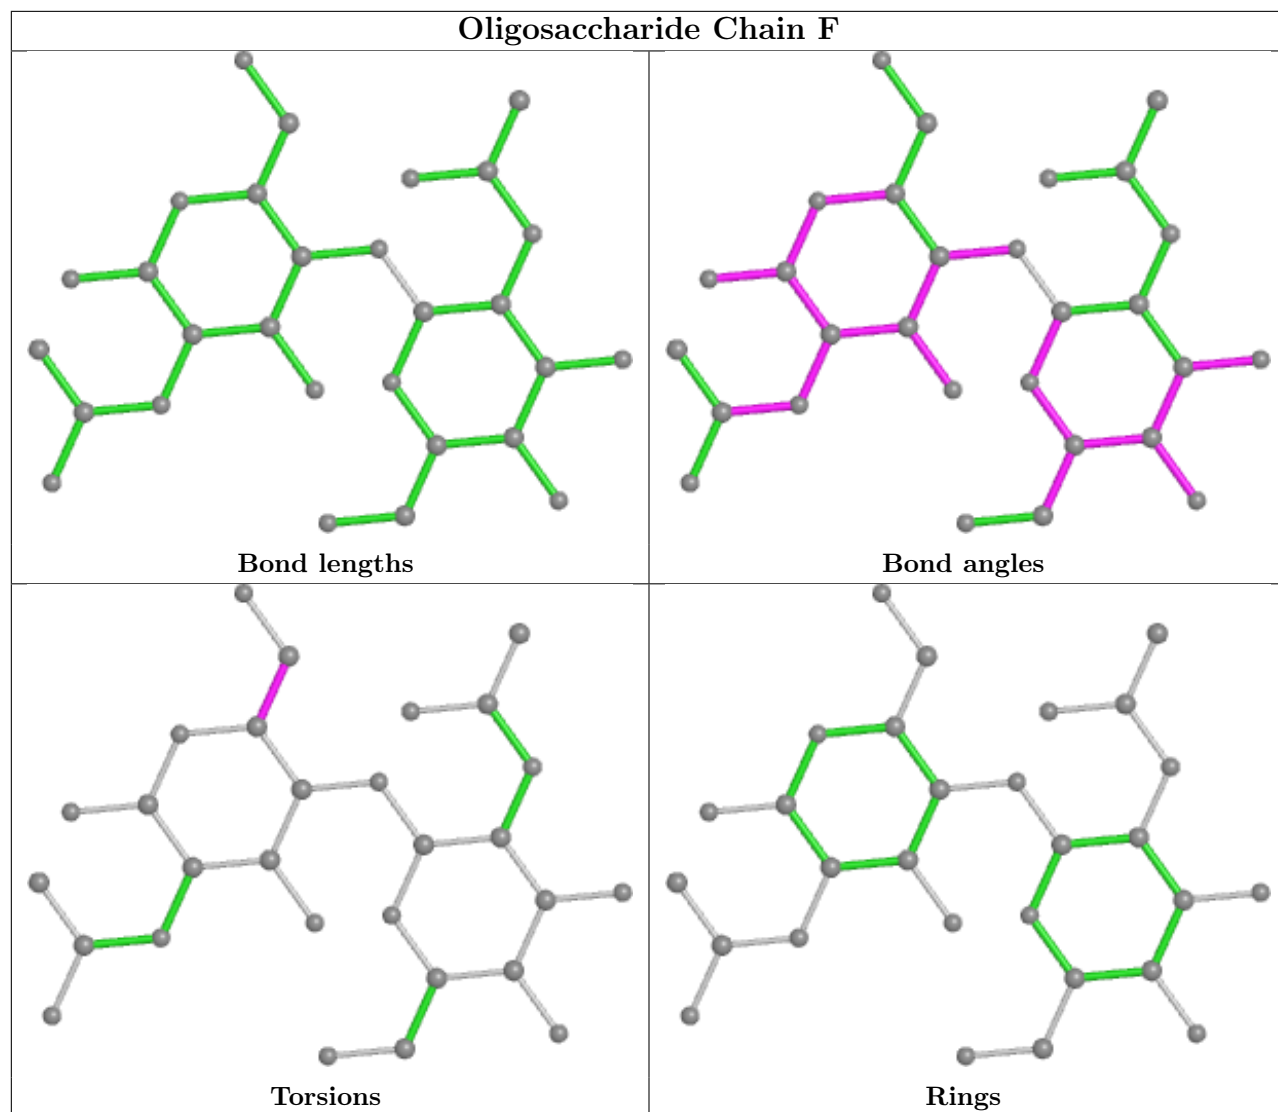 Oligosaccharide Chain F
Bond lengths
Bond angles
Torsions
Rings